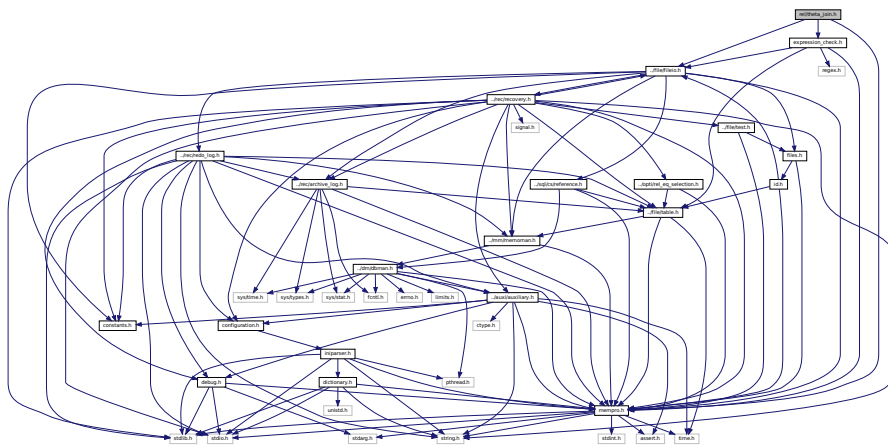 rel/theta_join.h
expression_check.h
../file/fileio.h
regex.h
../rec/recovery.h
signal.h
../file/test.h
../rec/redo_log.h
files.h
../rec/archive_log.h
../sql/cs/reference.h
../opti/rel_eq_selection.h
id.h
../file/table.h
../mm/memoman.h
../dm/dbman.h
sys/time.h
sys/types.h
sys/stat.h
fcntl.h
errno.h
limits.h
../auxi/auxiliary.h
constants.h
configuration.h
ctype.h
iniparser.h
debug.h
dictionary.h
pthread.h
unistd.h
mempro.h
stdlib.h
stdio.h
stdarg.h
string.h
stdint.h
assert.h
time.h